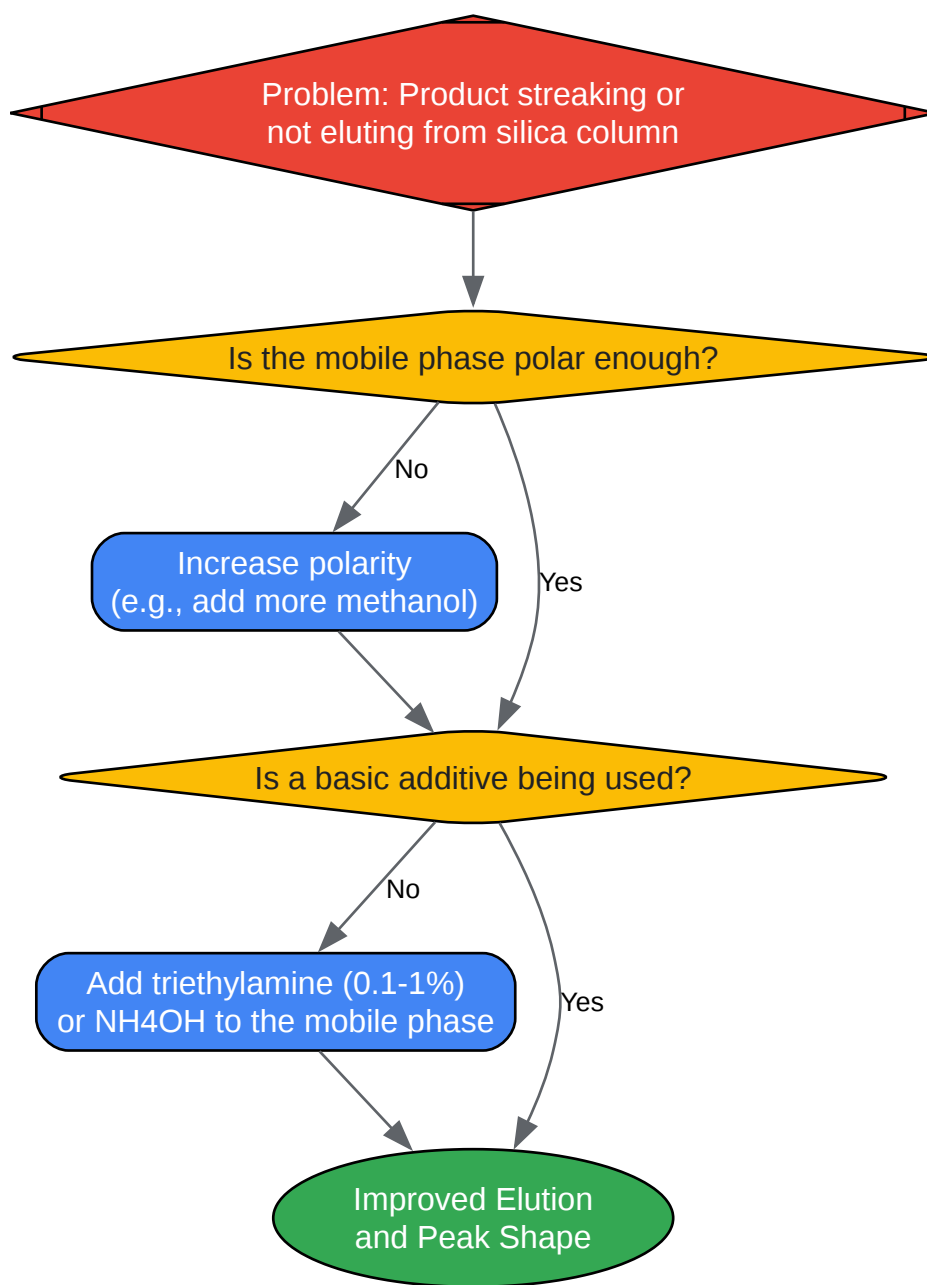 Problem: Product streaking or
not eluting from silica column
Is the mobile phase polar enough?
No
Increase polarity
(e.g., add more methanol)
Yes
Is a basic additive being used?
No
Add triethylamine (0.1-1%)
or NH4OH to the mobile phase
Yes
Improved Elution
and Peak Shape